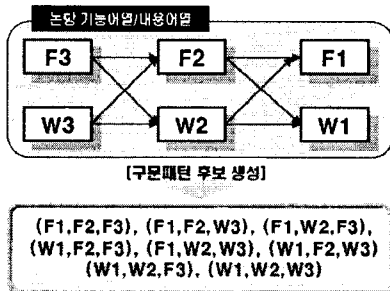 논항 기능어열/내용어열
F3 F2 F1
W3 W2 W1
[구문패턴 후보 생성]
(F1,F2,F3), (F1,F2,W3), (F1,W2,F3),
(W1,F2,F3), (F1,W2,W3), (W1,F2,W3)
(W1,W2,F3), (W1,W2,W3)